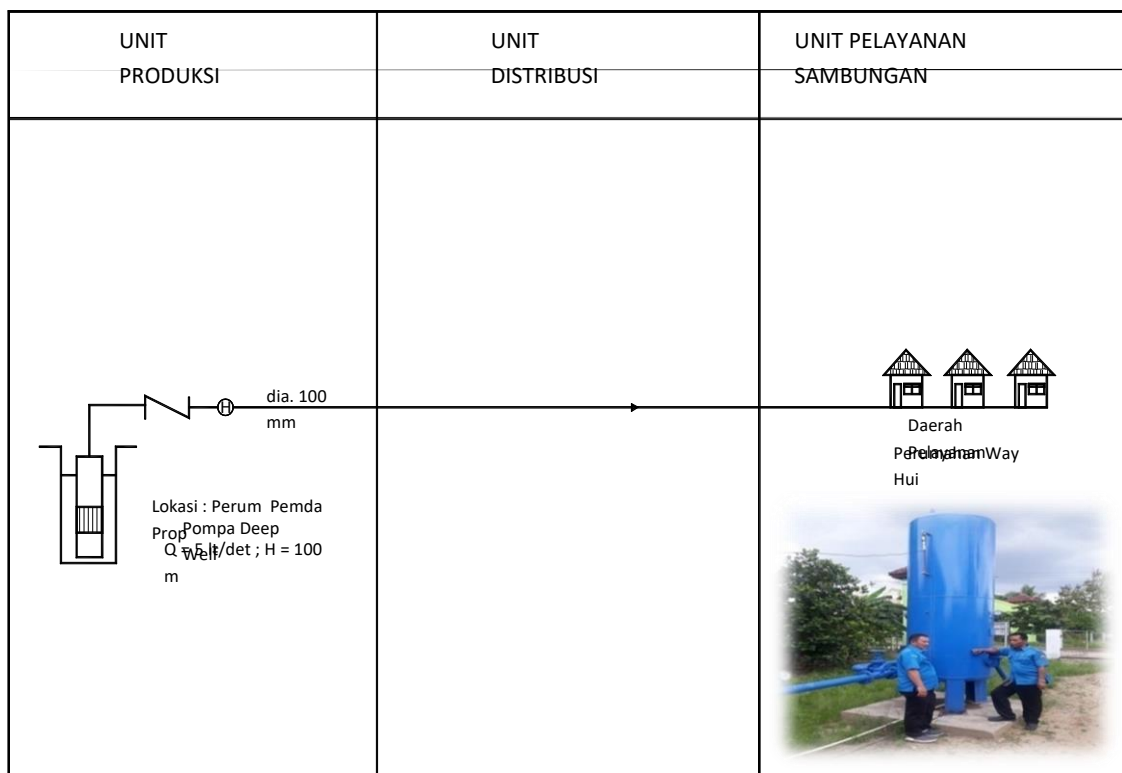 UNIT
PRODUKSI
UNIT
DISTRIBUSI
UNIT PELAYANAN
SAMBUNGAN
dia. 100
mm
H
Lokasi : Perum Pemda
Prop
Pompa Deep
Well
Q = 5 lt/det ; H = 100
m
Daerah
Pelayanan
Perumahan Way
Hui